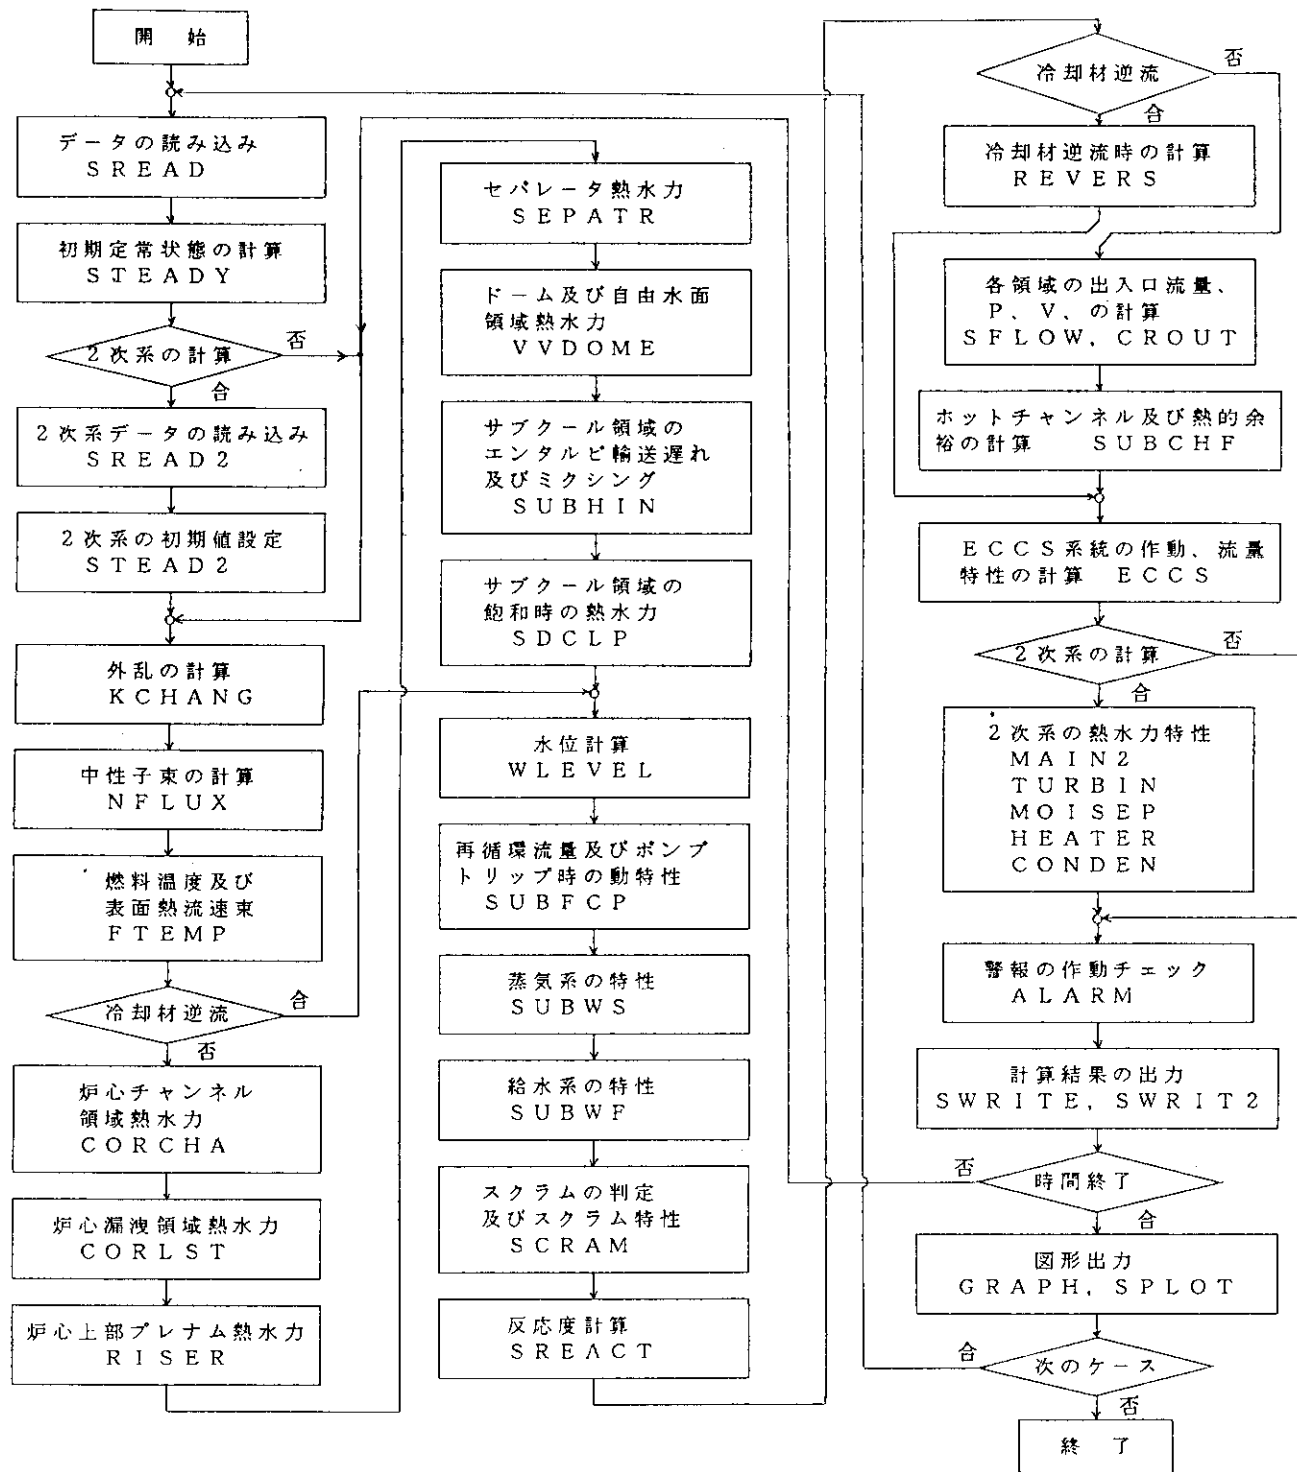 開 始
データの読み込み
SREAD
初期定常状態の計算
STEADY
2次系の計算
否
合
2次系データの読み込み
SREAD2
2次系の初期値設定
STEAD2
外乱の計算
KCHANG
中性子束の計算
NFLUX
燃料温度及び
表面熱流速束
FTEMP
冷却材逆流
合
否
炉心チャンネル
領域熱水力
CORCHA
炉心漏洩領域熱水力
CORLST
炉心上部プレナム熱水力
RISER
セパレータ熱水力
SEPATR
ドーム及び自由水面
領域熱水力
VVDOME
サブクール領域の
エンタルピ輸送遅れ
及びミクシング
SUBHIN
サブクール領域の
飽和時の熱水力
SDCLP
水位計算
WLEVEL
再循環流量及びポンプ
トリップ時の動特性
SUBFCP
蒸気系の特性
SUBWS
給水系の特性
SUBWF
スクラムの判定
及びスクラム特性
SCRAM
反応度計算
SREACT
冷却材逆流
否
合
冷却材逆流時の計算
REVERS
各領域の出入口流量、
P、V、の計算
SFLOW, CROUT
ホットチャンネル及び熱的余
裕の計算 SUBCHF
ECCS系統の作動、流量
特性の計算 ECCS
2次系の計算
否
合
2次系の熱水力特性
MAIN2
TURBIN
MOISEP
HEATER
CONDEN
警報の作動チェック
ALARM
計算結果の出力
SWRITE, SWRIT2
時間終了
否
合
図形出力
GRAPH, SPLOT
次のケース
合
否
終 了